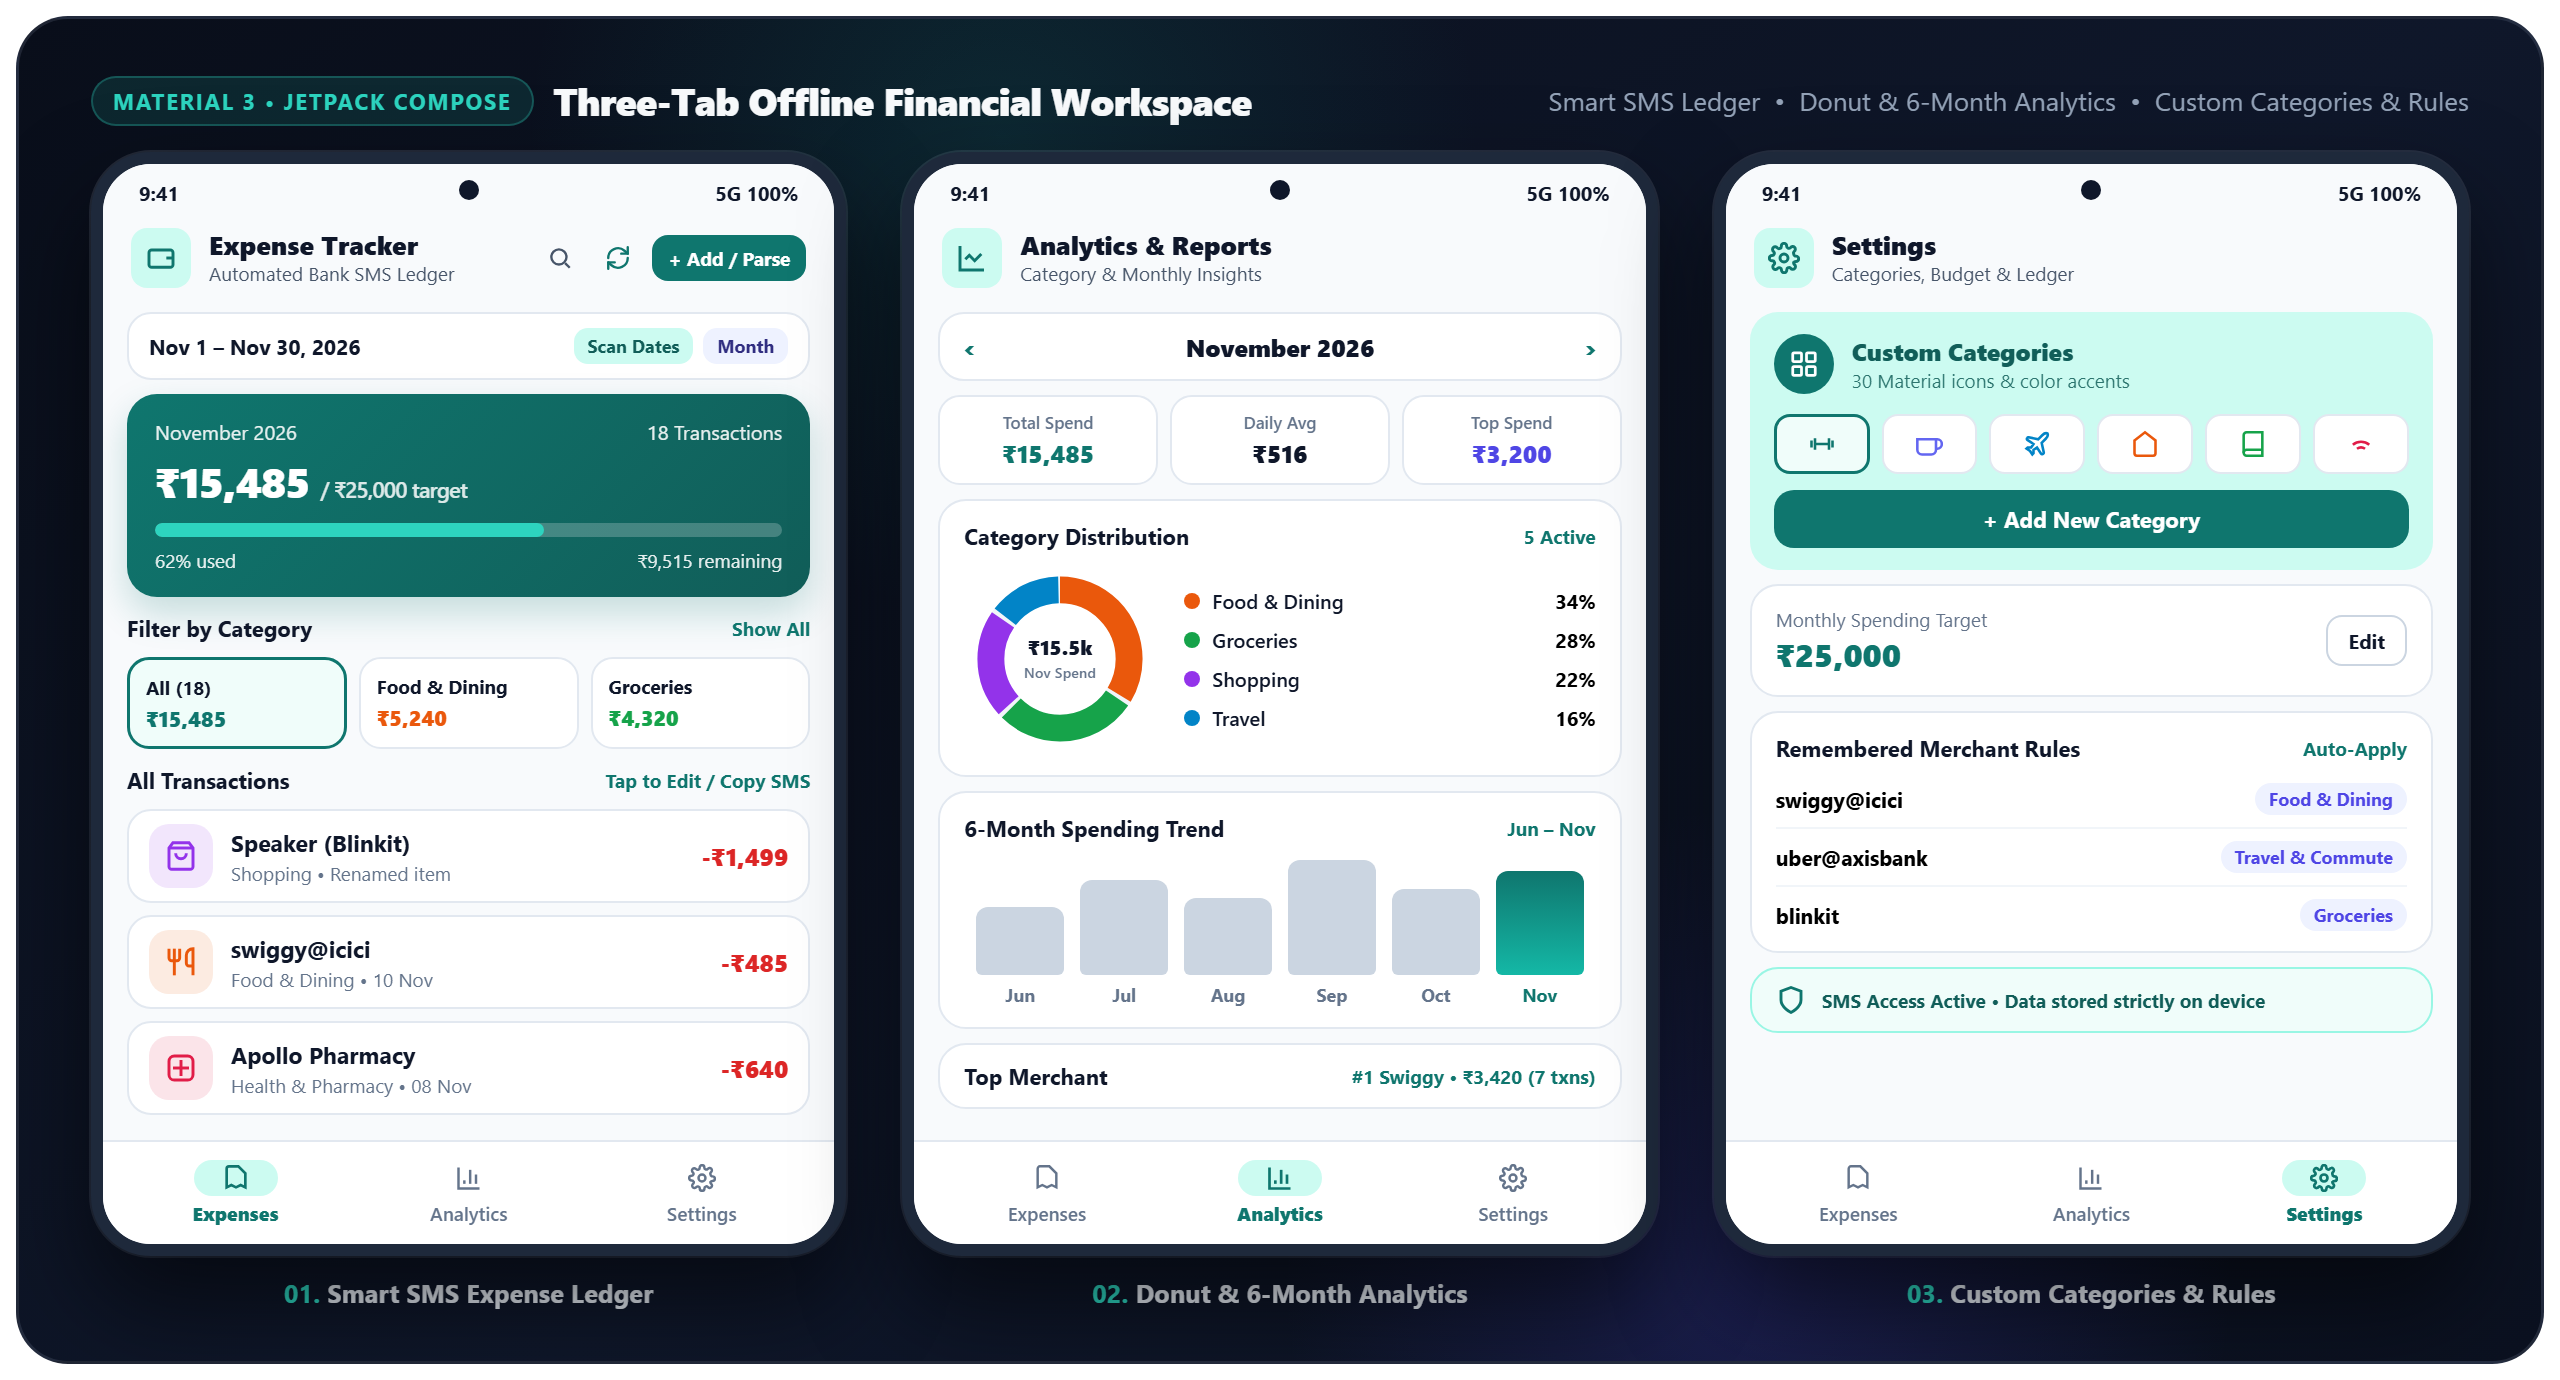 MATERIAL 3 • JETPACK COMPOSE
Three-Tab Offline Financial Workspace
Smart SMS Ledger • Donut & 6-Month Analytics • Custom Categories & Rules
9:41
5G 100%
Expense Tracker
Automated Bank SMS Ledger
+ Add / Parse
Nov 1 – Nov 30, 2026
Scan Dates
Month
November 2026
18 Transactions
₹15,485 / ₹25,000 target
62% used
₹9,515 remaining
Filter by Category
Show All
All (18)
₹15,485
Food & Dining
₹5,240
Groceries
₹4,320
All Transactions
Tap to Edit / Copy SMS
Speaker (Blinkit)
Shopping • Renamed item
-₹1,499
swiggy@icici
Food & Dining • 10 Nov
-₹485
Apollo Pharmacy
Health & Pharmacy • 08 Nov
-₹640
Expenses
Analytics
Settings
01. Smart SMS Expense Ledger
9:41
5G 100%
Analytics & Reports
Category & Monthly Insights
‹
November 2026
›
Total Spend
₹15,485
Daily Avg
₹516
Top Spend
₹3,200
Category Distribution
5 Active
₹15.5k
Nov Spend
Food & Dining 34%
Groceries 28%
Shopping 22%
Travel 16%
6-Month Spending Trend
Jun – Nov
Jun
Jul
Aug
Sep
Oct
Nov
Top Merchant
#1 Swiggy • ₹3,420 (7 txns)
Expenses
Analytics
Settings
02. Donut & 6-Month Analytics
9:41
5G 100%
Settings
Categories, Budget & Ledger
Custom Categories
30 Material icons & color accents
+ Add New Category
Monthly Spending Target
₹25,000
Edit
Remembered Merchant Rules
Auto-Apply
swiggy@icici
Food & Dining
uber@axisbank
Travel & Commute
blinkit
Groceries
SMS Access Active • Data stored strictly on device
Expenses
Analytics
Settings
03. Custom Categories & Rules